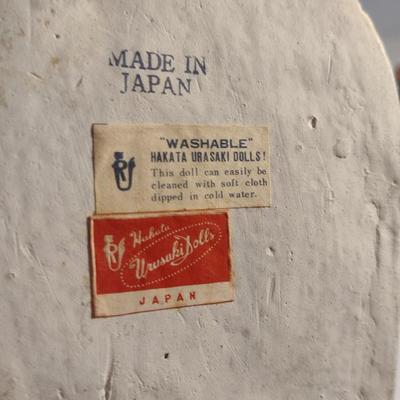 MADE IN
JAPAN
"WASHABLE"
HAKATA URASAKI DOLLS!
This doll can easily be
cleaned with soft cloth
dipped in cold water.
Hakata
Urasaki Dolls
JAPAN